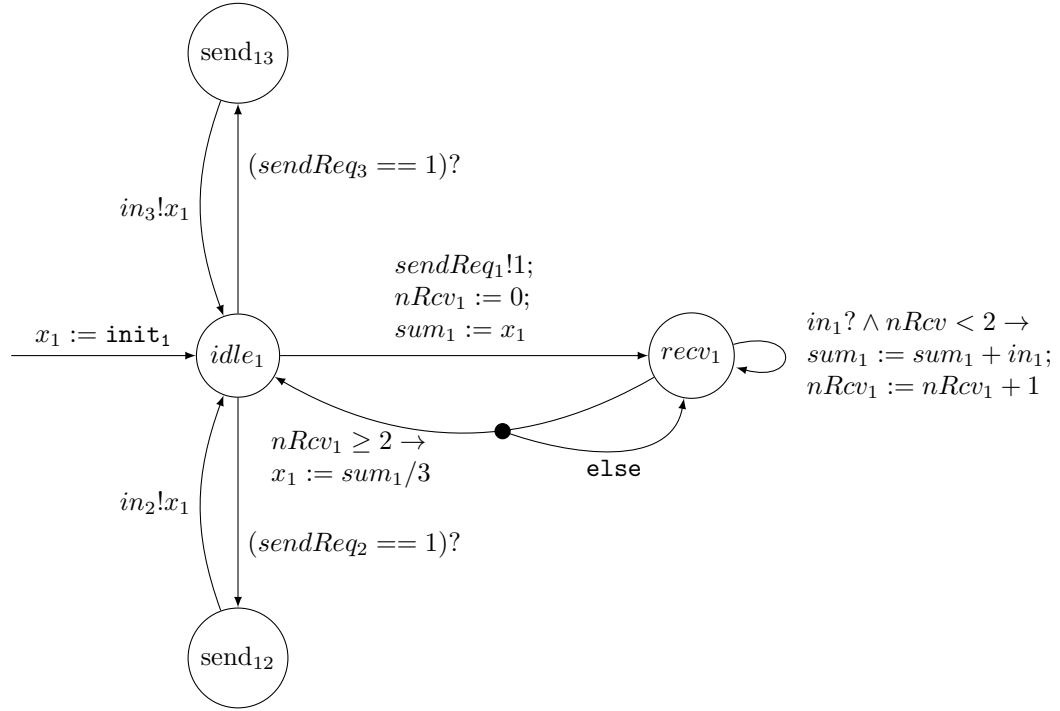 send₁₃
(sendReq₃ == 1)?
in₃!x₁
sendReq₁!1;
nRcv₁ := 0;
sum₁ := x₁
x₁ := init₁
idle₁
recv₁
in₁? ∧ nRcv < 2 →
sum₁ := sum₁ + in₁;
nRcv₁ := nRcv₁ + 1
nRcv₁ ≥ 2 →
x₁ := sum₁/3
else
in₂!x₁
(sendReq₂ == 1)?
send₁₂